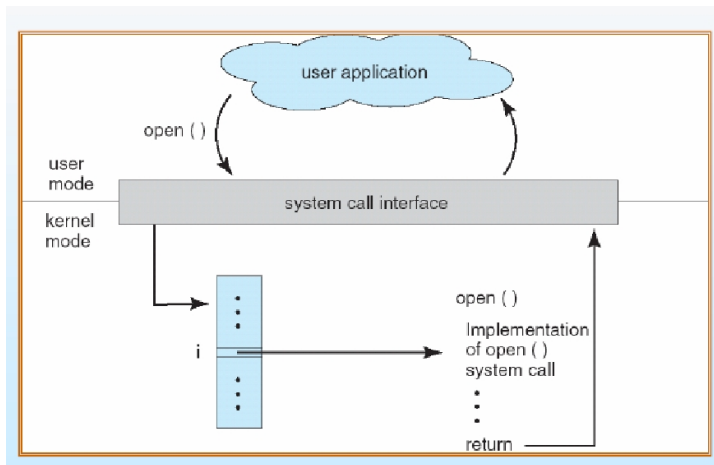 user application
open ( )
user
mode
system call interface
kernel
mode
open ( )
i
Implementation
of open ( )
system call
return